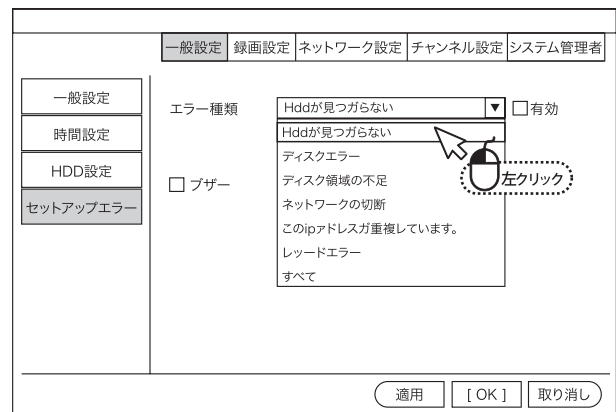 一般設定 録画設定 ネットワーク設定 チャンネル設定 システム管理者
一般設定
時間設定
HDD設定
セットアップエラー
エラー種類 Hddが見つガらない ▼ 有効
Hddが見つガらない
ディスクエラー
ディスク領域の不足
ネットワークの切断
このipァドレスガ重複しています。
レッードエラー
すべて
左クリック
ブザー
適用 [ OK ] 取り消し